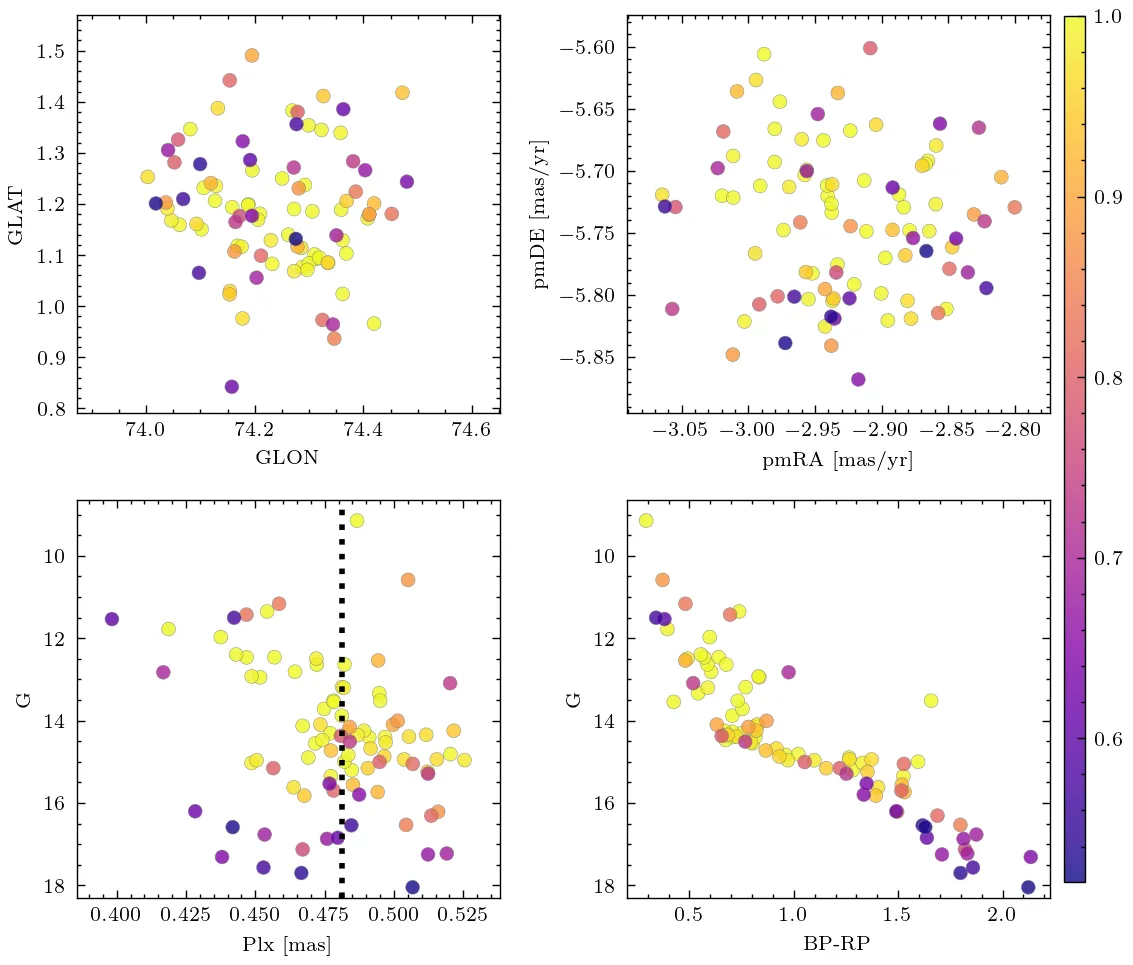 1.5
1.4
1.3
1.2
1.1
1.0
0.9
0.8
GLAT
74.0 74.2 74.4 74.6
GLON
−5.60
−5.65
−5.70
−5.75
−5.80
−5.85
pmDE [mas/yr]
−3.05 −3.00 −2.95 −2.90 −2.85 −2.80
pmRA [mas/yr]
10
12
14
16
18
G
0.400 0.425 0.450 0.475 0.500 0.525
Plx [mas]
10
12
14
16
18
G
0.5 1.0 1.5 2.0
BP-RP
1.0
0.9
0.8
0.7
0.6